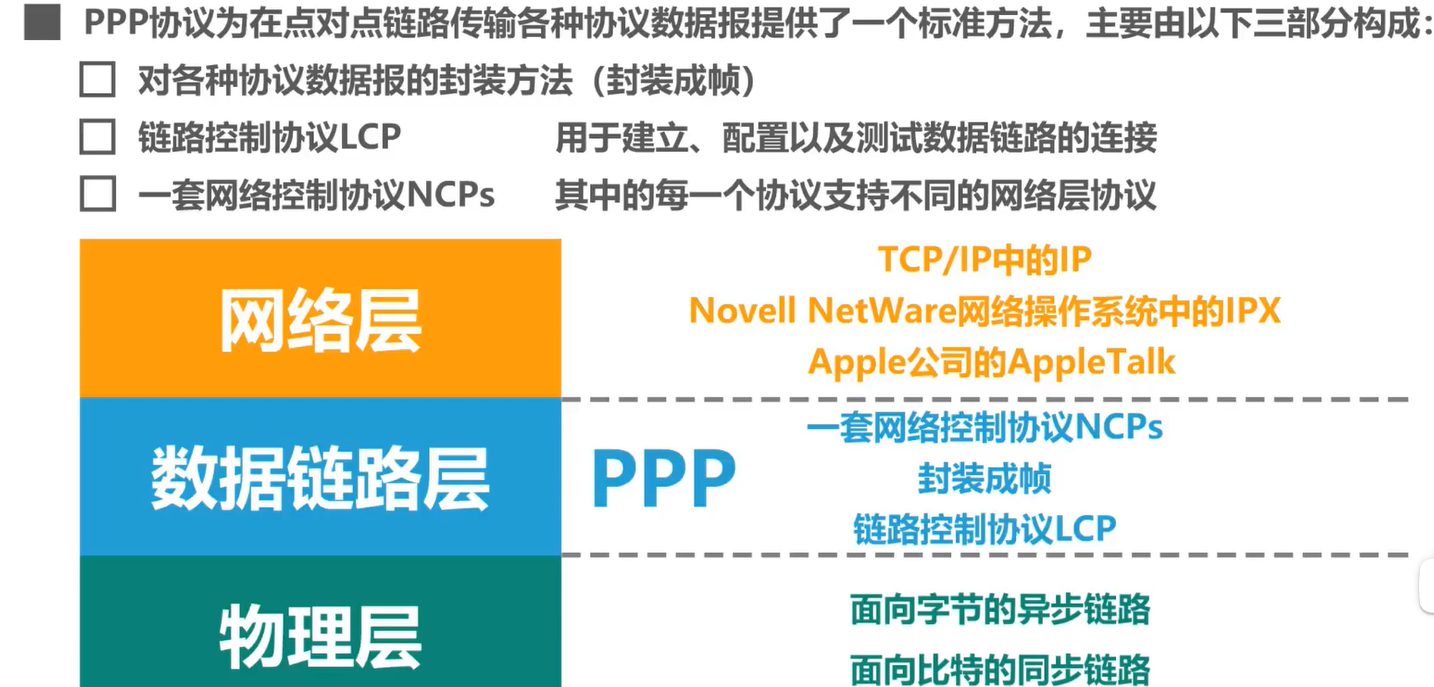 PPP协议为在点对点链路传输各种协议数据报提供了一个标准方法，主要由以下三部分构成：
对各种协议数据报的封装方法（封装成帧）
链路控制协议LCP 用于建立、配置以及测试数据链路的连接
一套网络控制协议NCPs 其中的每一个协议支持不同的网络层协议
网络层
TCP/IP中的IP
Novell NetWare网络操作系统中的IPX
Apple公司的AppleTalk
数据链路层
PPP
一套网络控制协议NCPs
封装成帧
链路控制协议LCP
物理层
面向字节的异步链路
面向比特的同步链路